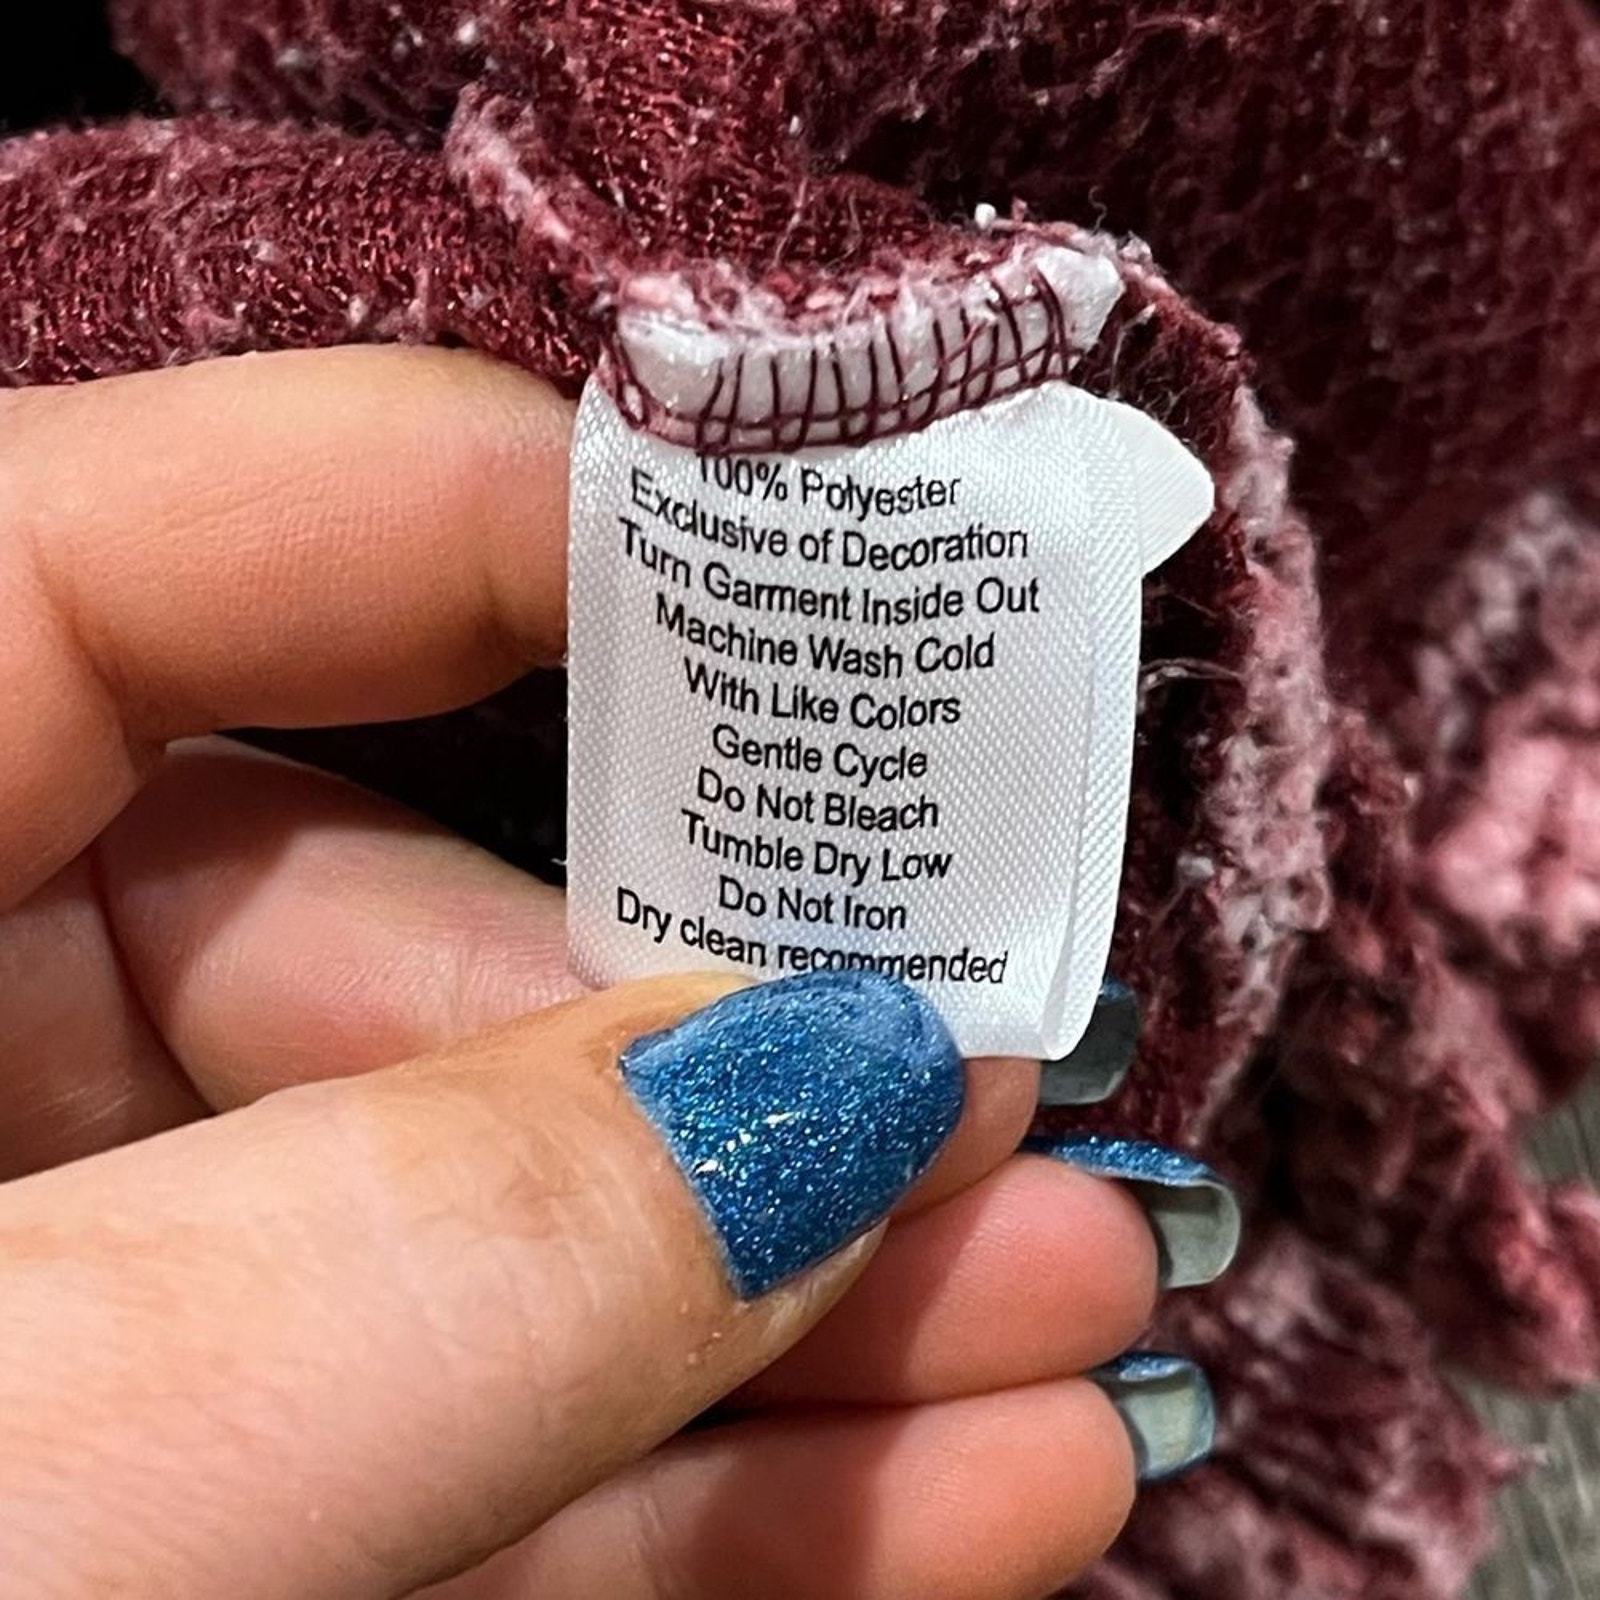 100% Polyester
Exclusive of Decoration
Turn Garment Inside Out
Machine Wash Cold
With Like Colors
Gentle Cycle
Do Not Bleach
Tumble Dry Low
Do Not Iron
Dry clean recommended